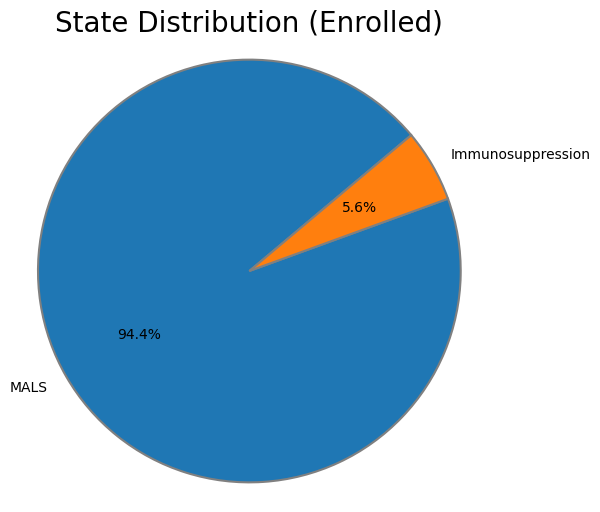 State Distribution (Enrolled)
Immunosuppression
5.6%
94.4%
MALS